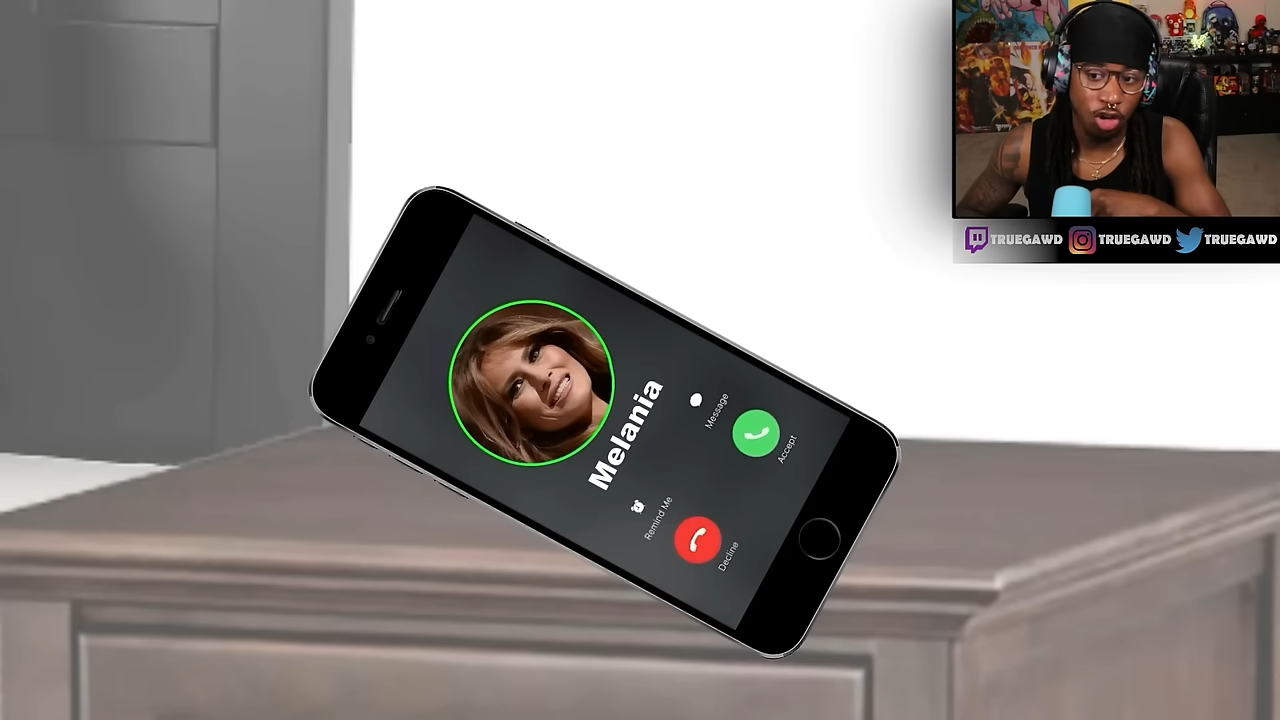 TRUEGAWD TRUEGAWD TRUEGAWD
Melania
Message
Accept
Remind Me
Decline